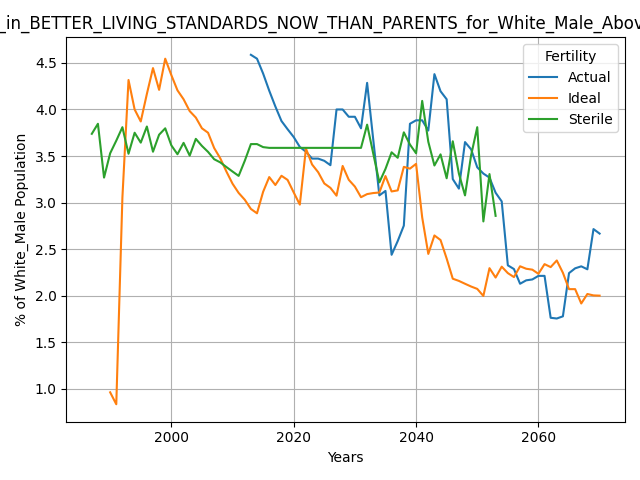 _in_BETTER_LIVING_STANDARDS_NOW_THAN_PARENTS_for_White_Male_Abov
Fertility
Actual
Ideal
Sterile
% of White_Male Population
4.5
4.0
3.5
3.0
2.5
2.0
1.5
1.0
2000 2020 2040 2060
Years